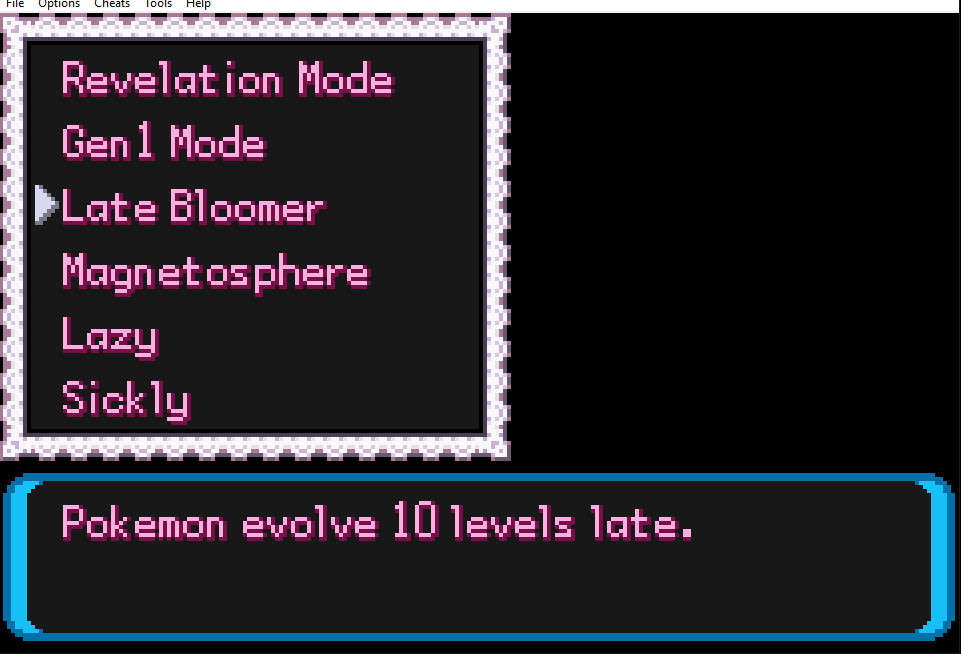 File Options Cheats Tools Help
Revelation Mode
Gen1 Mode
Late Bloomer
Magnetosphere
Lazy
Sickly
Pokemon evolve 10 levels late.